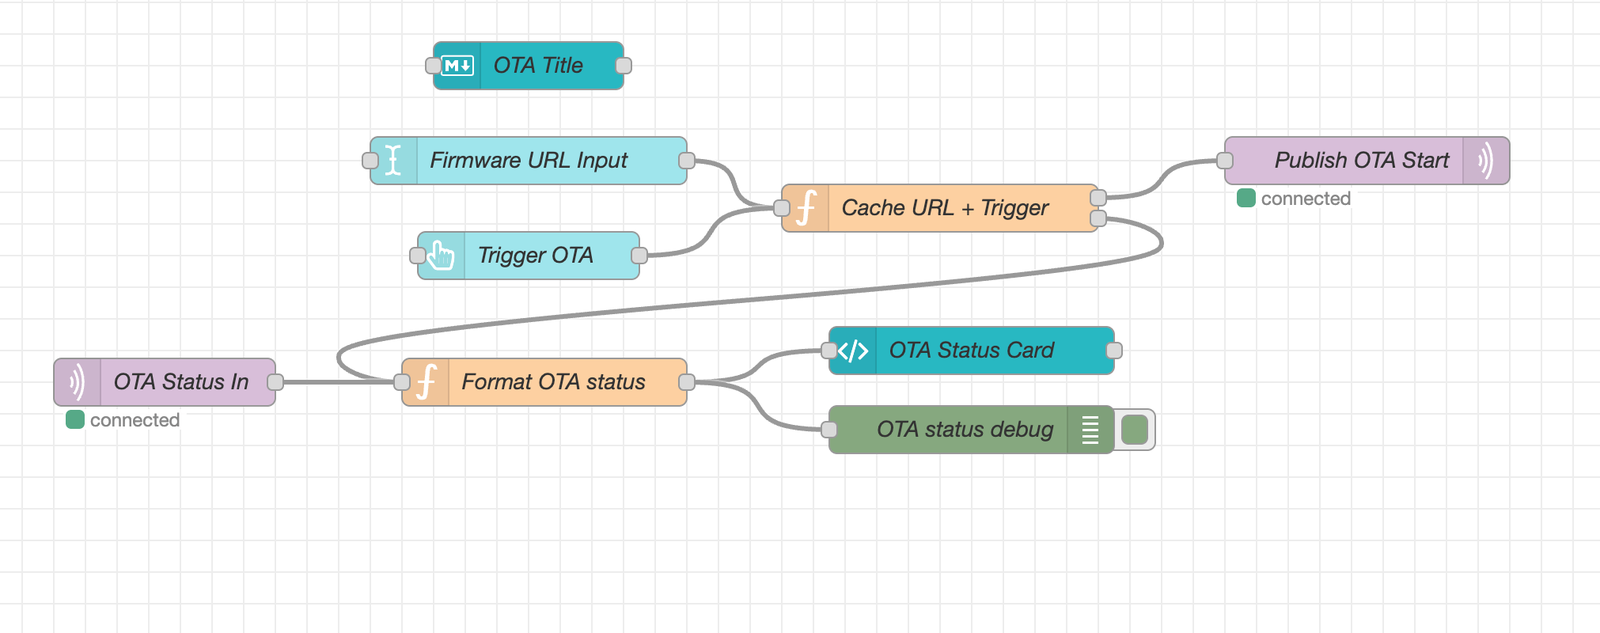 M↓ OTA Title
Firmware URL Input
Publish OTA Start
connected
Cache URL + Trigger
Trigger OTA
</> OTA Status Card
OTA Status In
connected
Format OTA status
OTA status debug